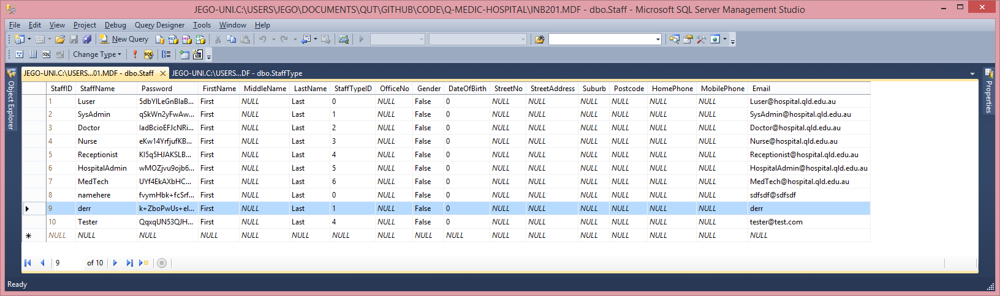 JEGO-UNI.C:\USERS\JEGO\DOCUMENTS\QUT\GITHUB\CODE\Q-MEDIC-HOSPITAL\INB201.MDF - dbo.Staff - Microsoft SQL Server Management Studio
File Edit View Project Debug Query Designer Tools Window Help
New Query
Change Type
JEGO-UNI.C:\USERS...01.MDF - dbo.Staff JEGO-UNI.C:\USERS...DF - dbo.StaffType
Object Explorer
Properties
StaffID StaffName Password FirstName MiddleName LastName StaffTypeID OfficeNo Gender DateOfBirth StreetNo StreetAddress Suburb Postcode HomePhone MobilePhone Email
1 Luser 5dbYILeGnBIaB... First NULL Last 0 NULL False 0 NULL NULL NULL NULL NULL NULL Luser@hospital.qld.edu.au
2 SysAdmin qSkWn2yFwAw... First NULL Last 1 NULL False 0 NULL NULL NULL NULL NULL NULL SysAdmin@hospital.qld.edu.au
3 Doctor IadBcioEFJcNRi... First NULL Last 2 NULL False 0 NULL NULL NULL NULL NULL NULL Doctor@hospital.qld.edu.au
4 Nurse eKw14YrfjufKB... First NULL Last 3 NULL False 0 NULL NULL NULL NULL NULL NULL Nurse@hospital.qld.edu.au
5 Receptionist KI5q5HJAKSLB... First NULL Last 4 NULL False 0 NULL NULL NULL NULL NULL NULL Receptionist@hospital.qld.edu.au
6 HospitalAdmin wMOZjvu9ojb6... First NULL Last 5 NULL False 0 NULL NULL NULL NULL NULL NULL HospitalAdmin@hospital.qld.edu.au
7 MedTech UYf4EkAXbHC... First NULL Last 6 NULL False 0 NULL NULL NULL NULL NULL NULL MedTech@hospital.qld.edu.au
8 namehere fvymHbk+fcSrf... First NULL Last 0 NULL False 0 NULL NULL NULL NULL NULL NULL sdfsdf@sdfsdf
9 derr k+ZboPwUs+el... First NULL Last 1 NULL False 0 NULL NULL NULL NULL NULL NULL derr
10 Tester QqxqUN53QJH... First NULL Last 4 NULL False 0 NULL NULL NULL NULL NULL NULL tester@test.com
NULL NULL NULL NULL NULL NULL NULL NULL NULL NULL NULL NULL NULL NULL NULL NULL NULL
9 of 10
Ready